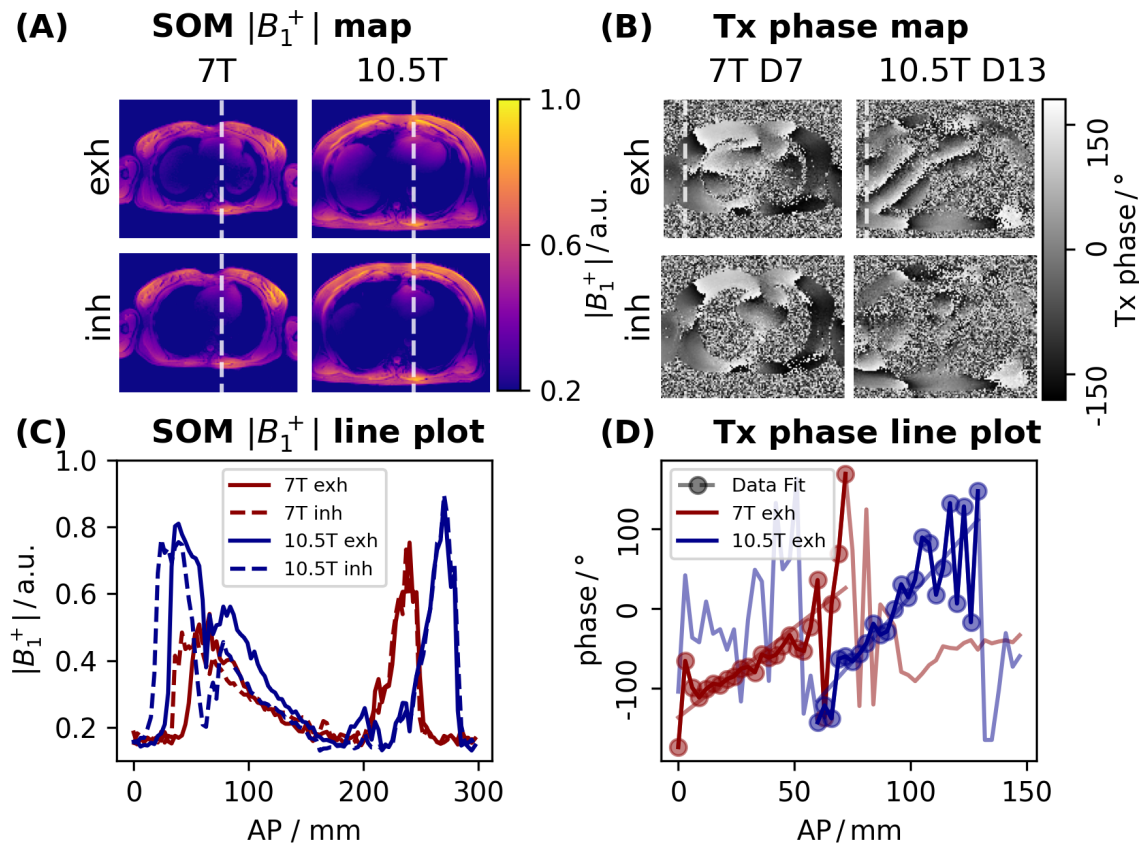 (A) SOM |B₁⁺| map
7T 10.5T
exh
inh
1.0
0.6
0.2
|B₁⁺| / a.u.
(B) Tx phase map
7T D7 10.5T D13
exh
inh
150
0
-150
Tx phase / °
(C) SOM |B₁⁺| line plot
1.0
0.8
0.6
0.4
0.2
|B₁⁺| / a.u.
7T exh
7T inh
10.5T exh
10.5T inh
0 100 200 300
AP / mm
(D) Tx phase line plot
100
0
-100
phase / °
Data Fit
7T exh
10.5T exh
0 50 100 150
AP / mm